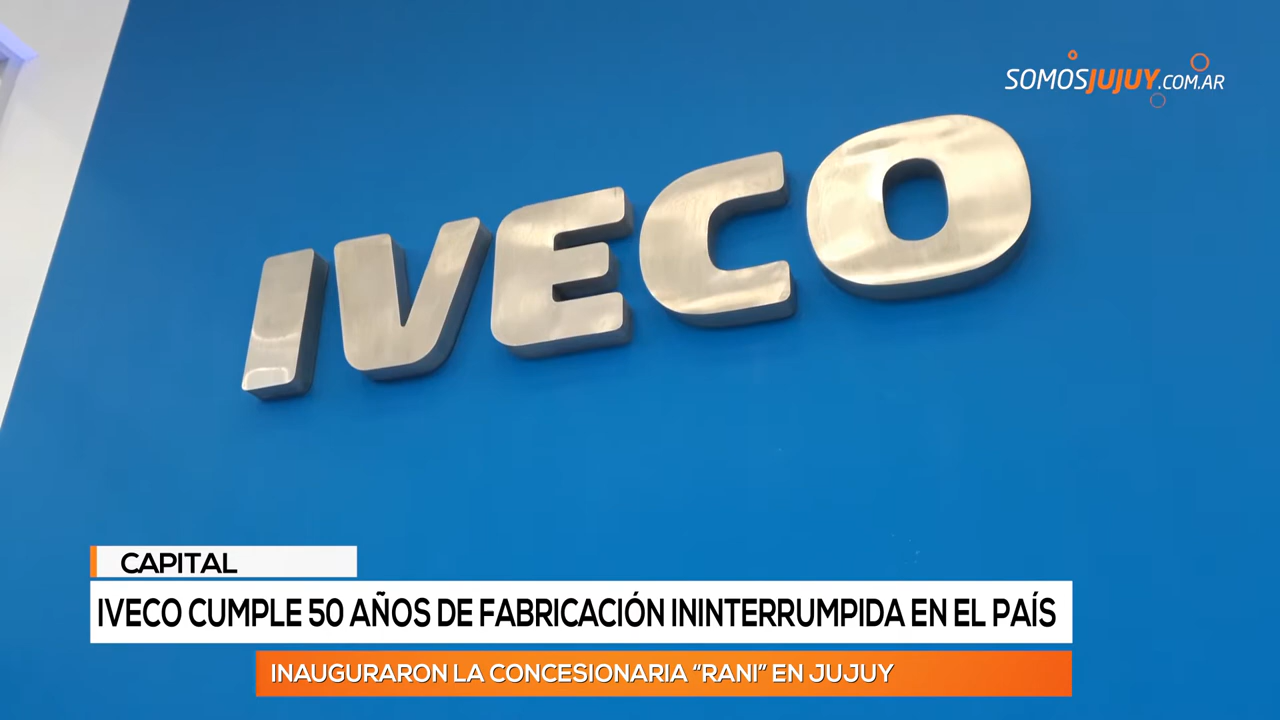 SOMOSJUJUY.COM.AR
IVECO
CAPITAL
IVECO CUMPLE 50 AÑOS DE FABRICACIÓN ININTERRUMPIDA EN EL PAÍS
INAUGURARON LA CONCESIONARIA “RANI” EN JUJUY